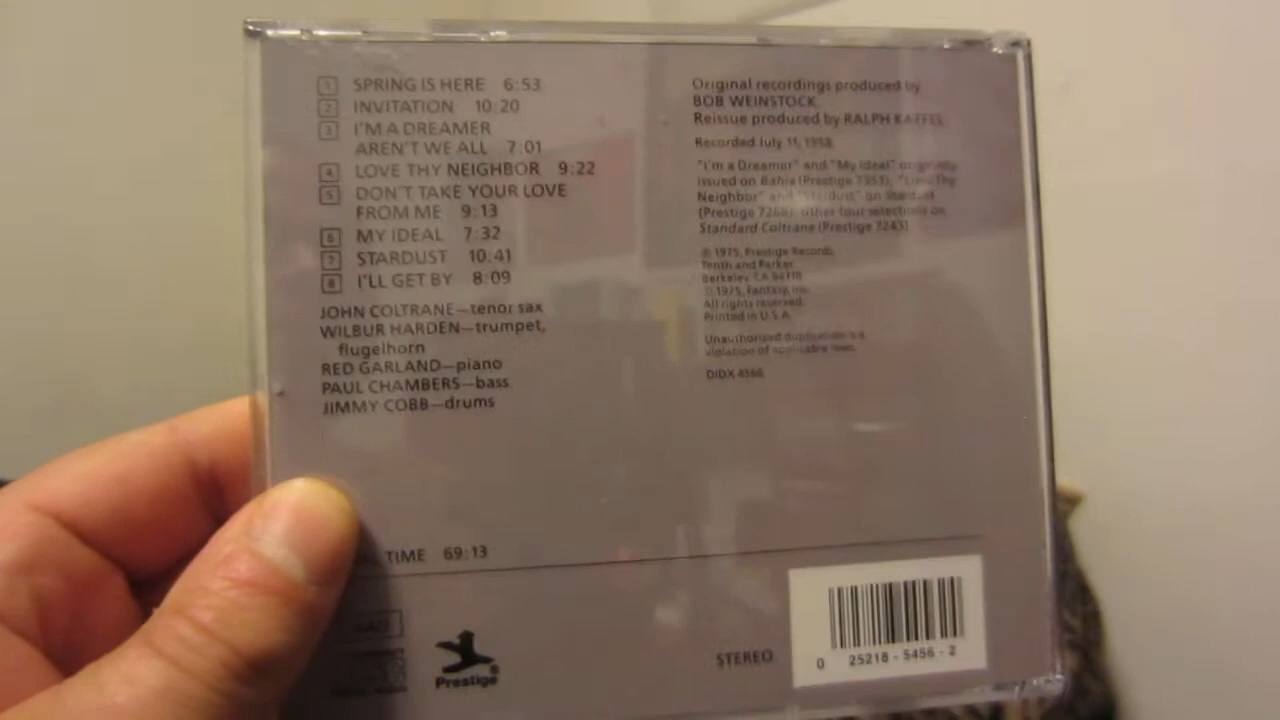 1 SPRING IS HERE 6:53
2 INVITATION 10:20
3 I'M A DREAMER
AREN'T WE ALL 7:01
4 LOVE THY NEIGHBOR 9:22
5 DON'T TAKE YOUR LOVE
FROM ME 9:13
6 MY IDEAL 7:32
7 STARDUST 10:41
8 I'LL GET BY 8:09
JOHN COLTRANE—tenor sax
WILBUR HARDEN—trumpet,
flugelhorn
RED GARLAND—piano
PAUL CHAMBERS—bass
JIMMY COBB—drums
TIME 69:13
Prestige®
Original recordings produced by
BOB WEINSTOCK
Reissue produced by RALPH KAFFEL
Recorded July 11, 1958
"I'm a Dreamer" and "My Ideal" originally
issued on Bahia (Prestige 7353); "Love Thy
Neighbor" and "Stardust" on Stardust
(Prestige 7268); other four selections on
Standard Coltrane (Prestige 7243)
℗ 1975, Prestige Records,
Tenth and Parker
Berkeley, CA 94710
© 1975, Fantasy, Inc.
All rights reserved
Printed in U.S.A.
Unauthorized duplication is a
violation of applicable laws.
DIDX 4566
STEREO
0 25218-5456-2